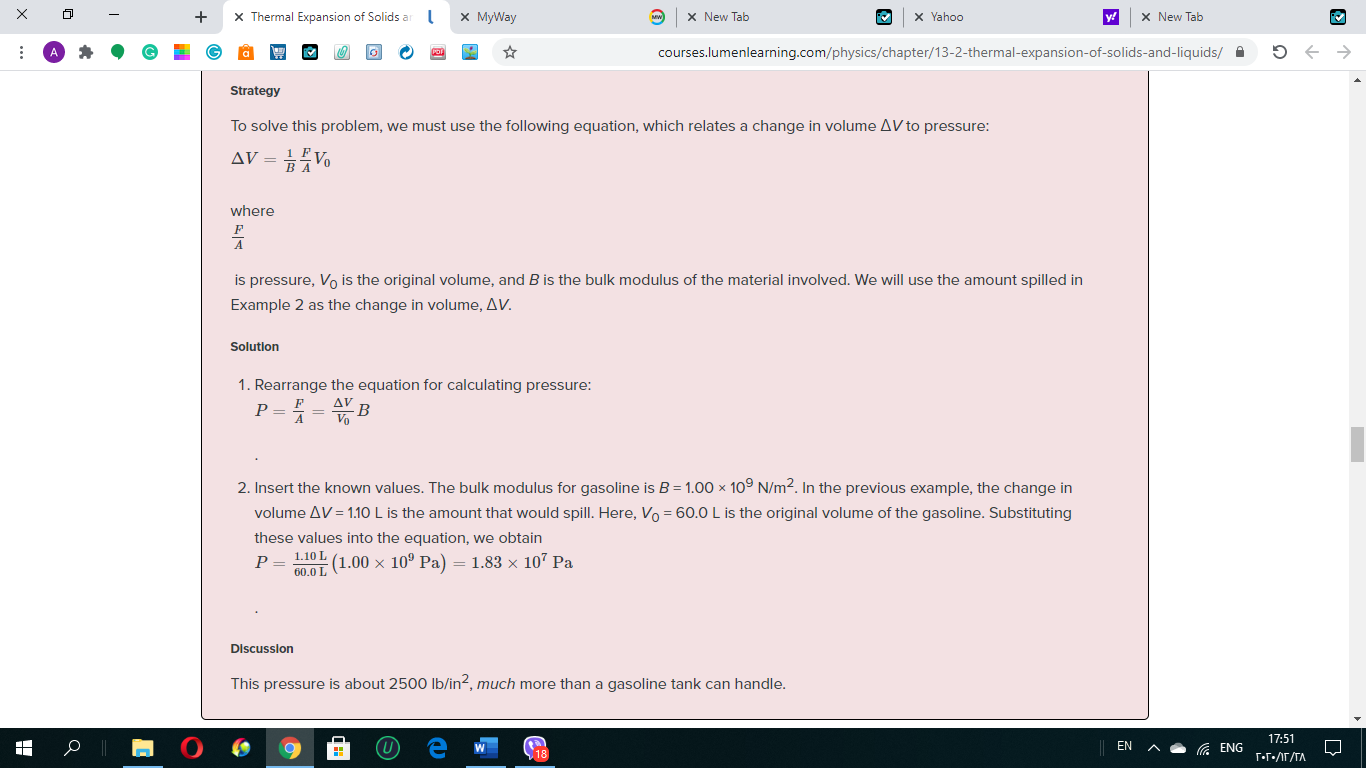 Thermal Expansion of Solids ar
MyWay
New Tab
Yahoo
New Tab
courses.lumenlearning.com/physics/chapter/13-2-thermal-expansion-of-solids-and-liquids/
Strategy
To solve this problem, we must use the following equation, which relates a change in volume ΔV to pressure:
ΔV = 1/B F/A V₀
where
F/A
is pressure, V₀ is the original volume, and B is the bulk modulus of the material involved. We will use the amount spilled in
Example 2 as the change in volume, ΔV.
Solution
1. Rearrange the equation for calculating pressure:
P = F/A = ΔV/V₀ B
.
2. Insert the known values. The bulk modulus for gasoline is B = 1.00 × 10⁹ N/m². In the previous example, the change in
volume ΔV = 1.10 L is the amount that would spill. Here, V₀ = 60.0 L is the original volume of the gasoline. Substituting
these values into the equation, we obtain
P = 1.10 L/60.0 L (1.00 × 10⁹ Pa) = 1.83 × 10⁷ Pa
.
Discussion
This pressure is about 2500 lb/in², much more than a gasoline tank can handle.
EN
ENG
17:51
٢٠٢٠/١٢/٢٨
18